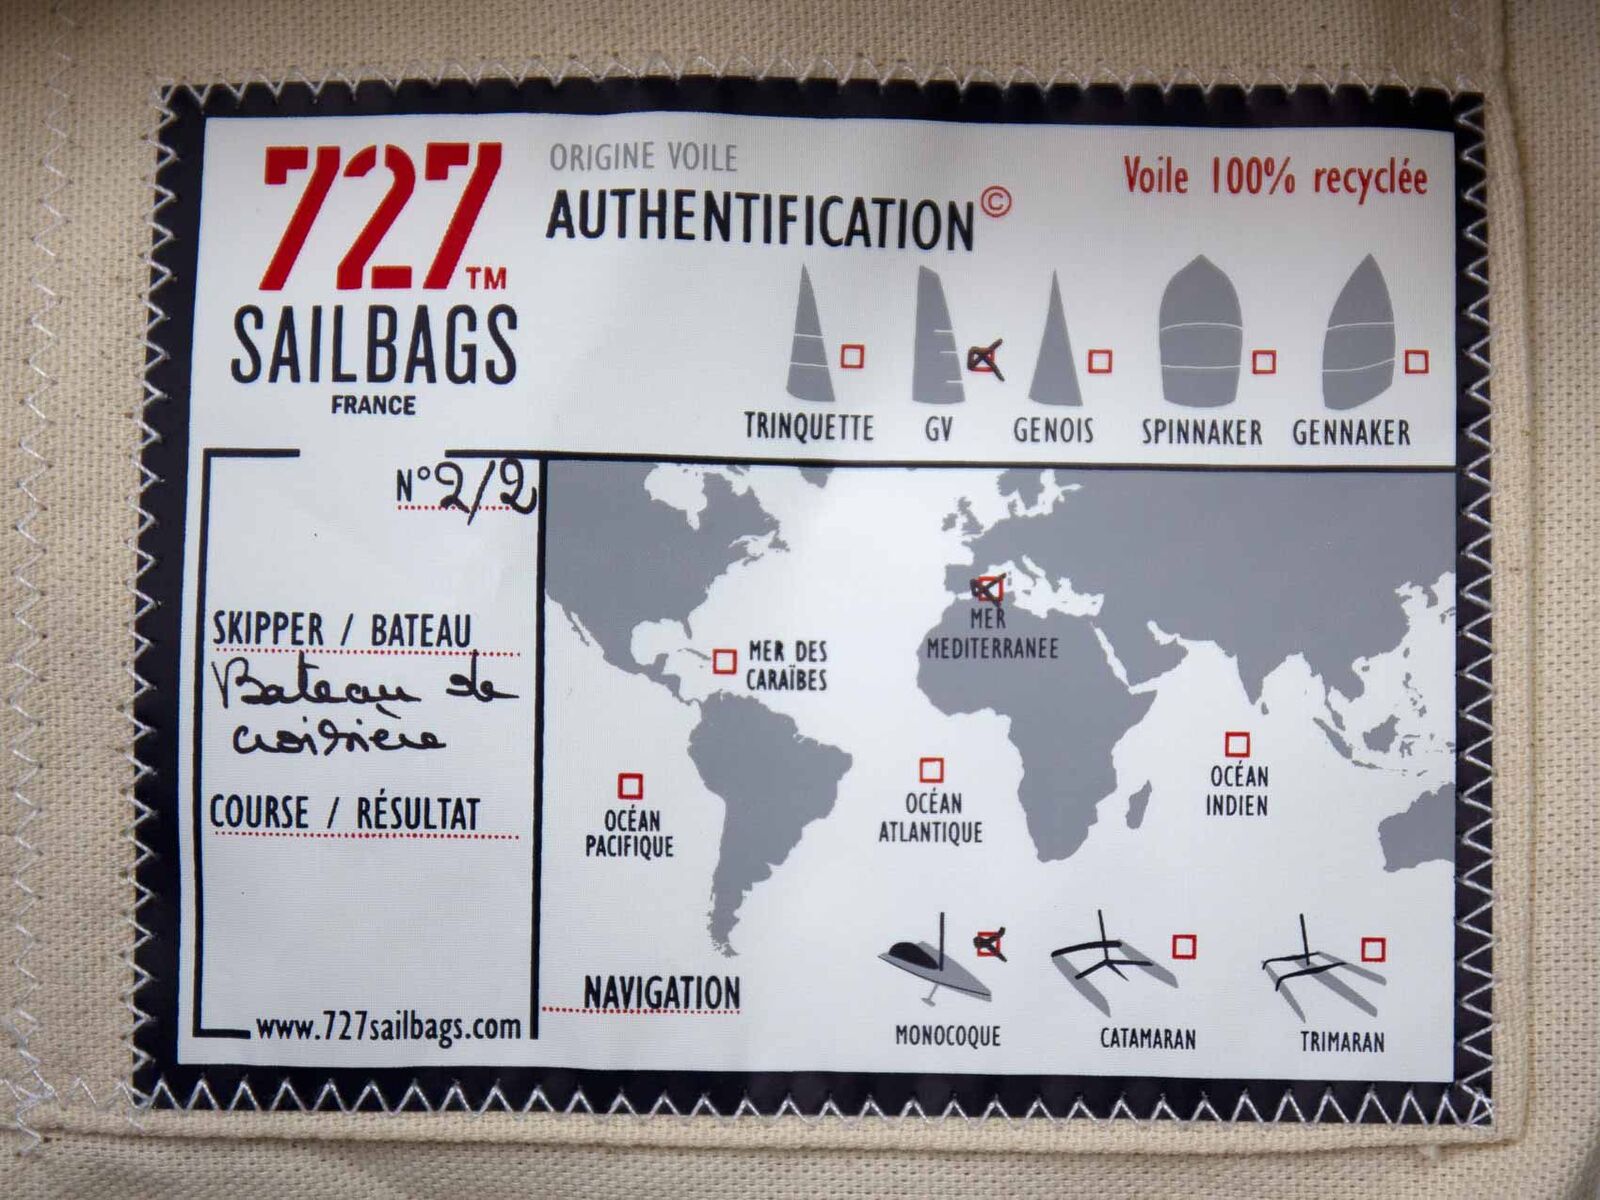 727™
SAILBAGS
FRANCE
ORIGINE VOILE
AUTHENTIFICATION©
Voile 100% recyclée
TRINQUETTE
GV
GENOIS
SPINNAKER
GENNAKER
N° 2/2
SKIPPER / BATEAU
Bateau de
croisière
COURSE / RÉSULTAT
www.727sailbags.com
MER
MEDITERRANEE
MER DES
CARAÏBES
OCÉAN
PACIFIQUE
OCÉAN
ATLANTIQUE
OCÉAN
INDIEN
NAVIGATION
MONOCOQUE
CATAMARAN
TRIMARAN